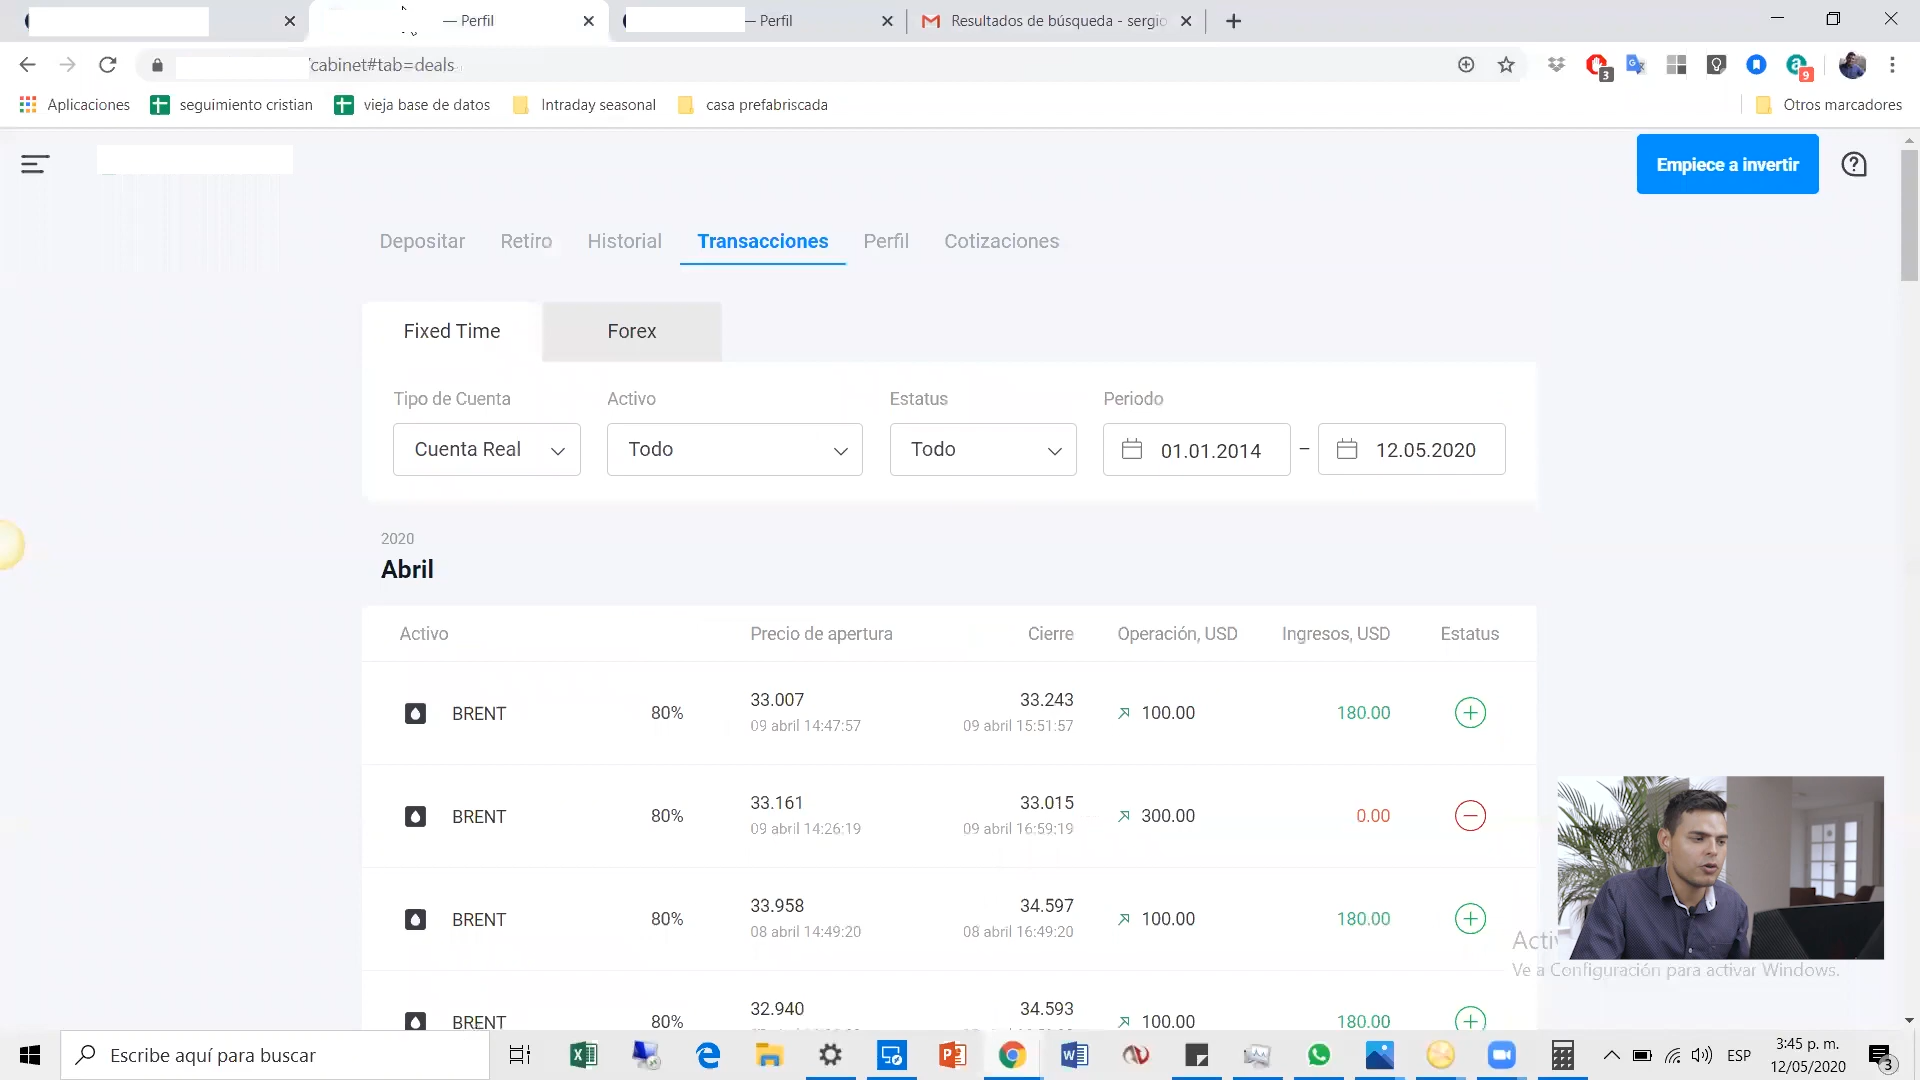 — Perfil
— Perfil
Resultados de búsqueda - sergio
/cabinet#tab=deals
3
9
Aplicaciones
seguimiento cristian
vieja base de datos
Intraday seasonal
casa prefabriscada
Otros marcadores
Empiece a invertir
Depositar
Retiro
Historial
Transacciones
Perfil
Cotizaciones
Fixed Time
Forex
Tipo de Cuenta
Activo
Estatus
Periodo
Cuenta Real
Todo
Todo
01.01.2014
–
12.05.2020
2020
Abril
Activo
Precio de apertura
Cierre
Operación, USD
Ingresos, USD
Estatus
BRENT 80% 33.007 33.243 100.00 180.00
09 abril 14:47:57 09 abril 15:51:57
BRENT 80% 33.161 33.015 300.00 0.00
09 abril 14:26:19 09 abril 16:59:19
BRENT 80% 33.958 34.597 100.00 180.00
08 abril 14:49:20 08 abril 16:49:20
BRENT 80% 32.940 34.593 100.00 180.00
Ve a Configuración para activar Windows.
Escribe aquí para buscar
ESP
3:45 p. m.
12/05/2020
3